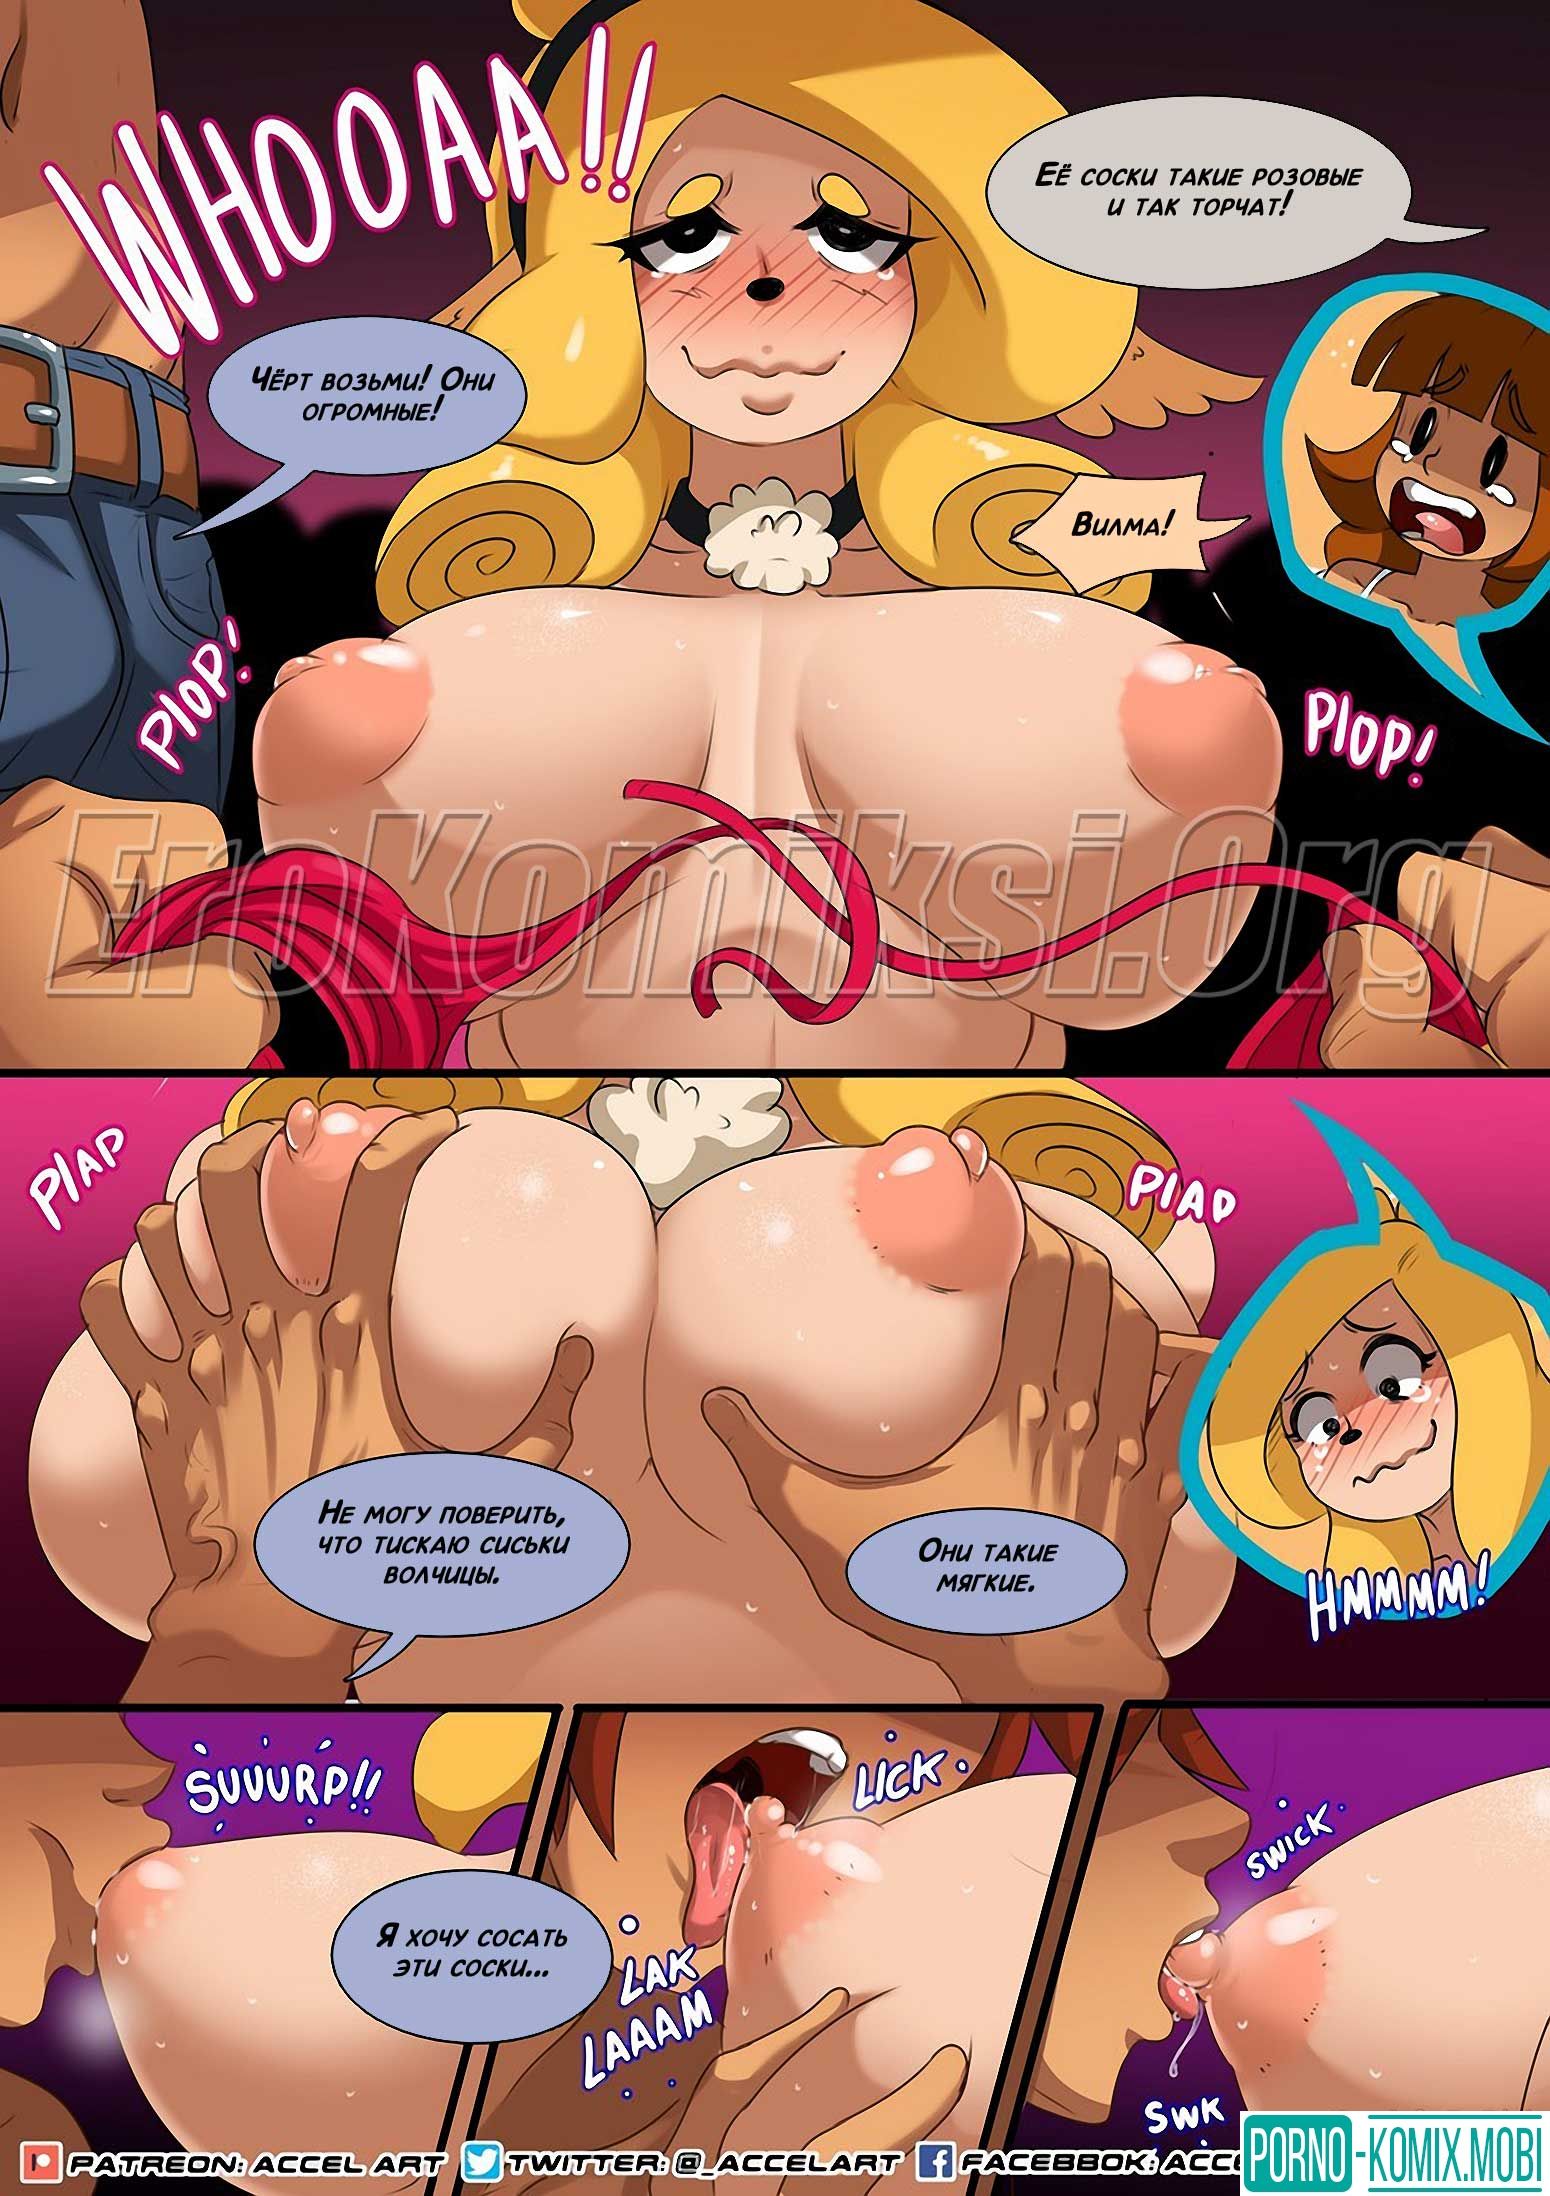 WHOOAA!!
Её соски такие розовые
и так торчат!
Чёрт возьми! Они
огромные!
Вилма!
PLOP!
PLOP!
EroKomiksi.Org
PLAP
PLAP
Не могу поверить,
что тискаю сиськи
волчицы.
Они такие
мягкие.
HMMMM!
SUUURP!!
LICK
SWICK
Я хочу сосать
эти соски...
LAK
LAAAM
SWK
PATREON: ACCEL ART
TWITTER: @_ACCELART
FACEBBOK:
PORNO-KOMIX.MOBI